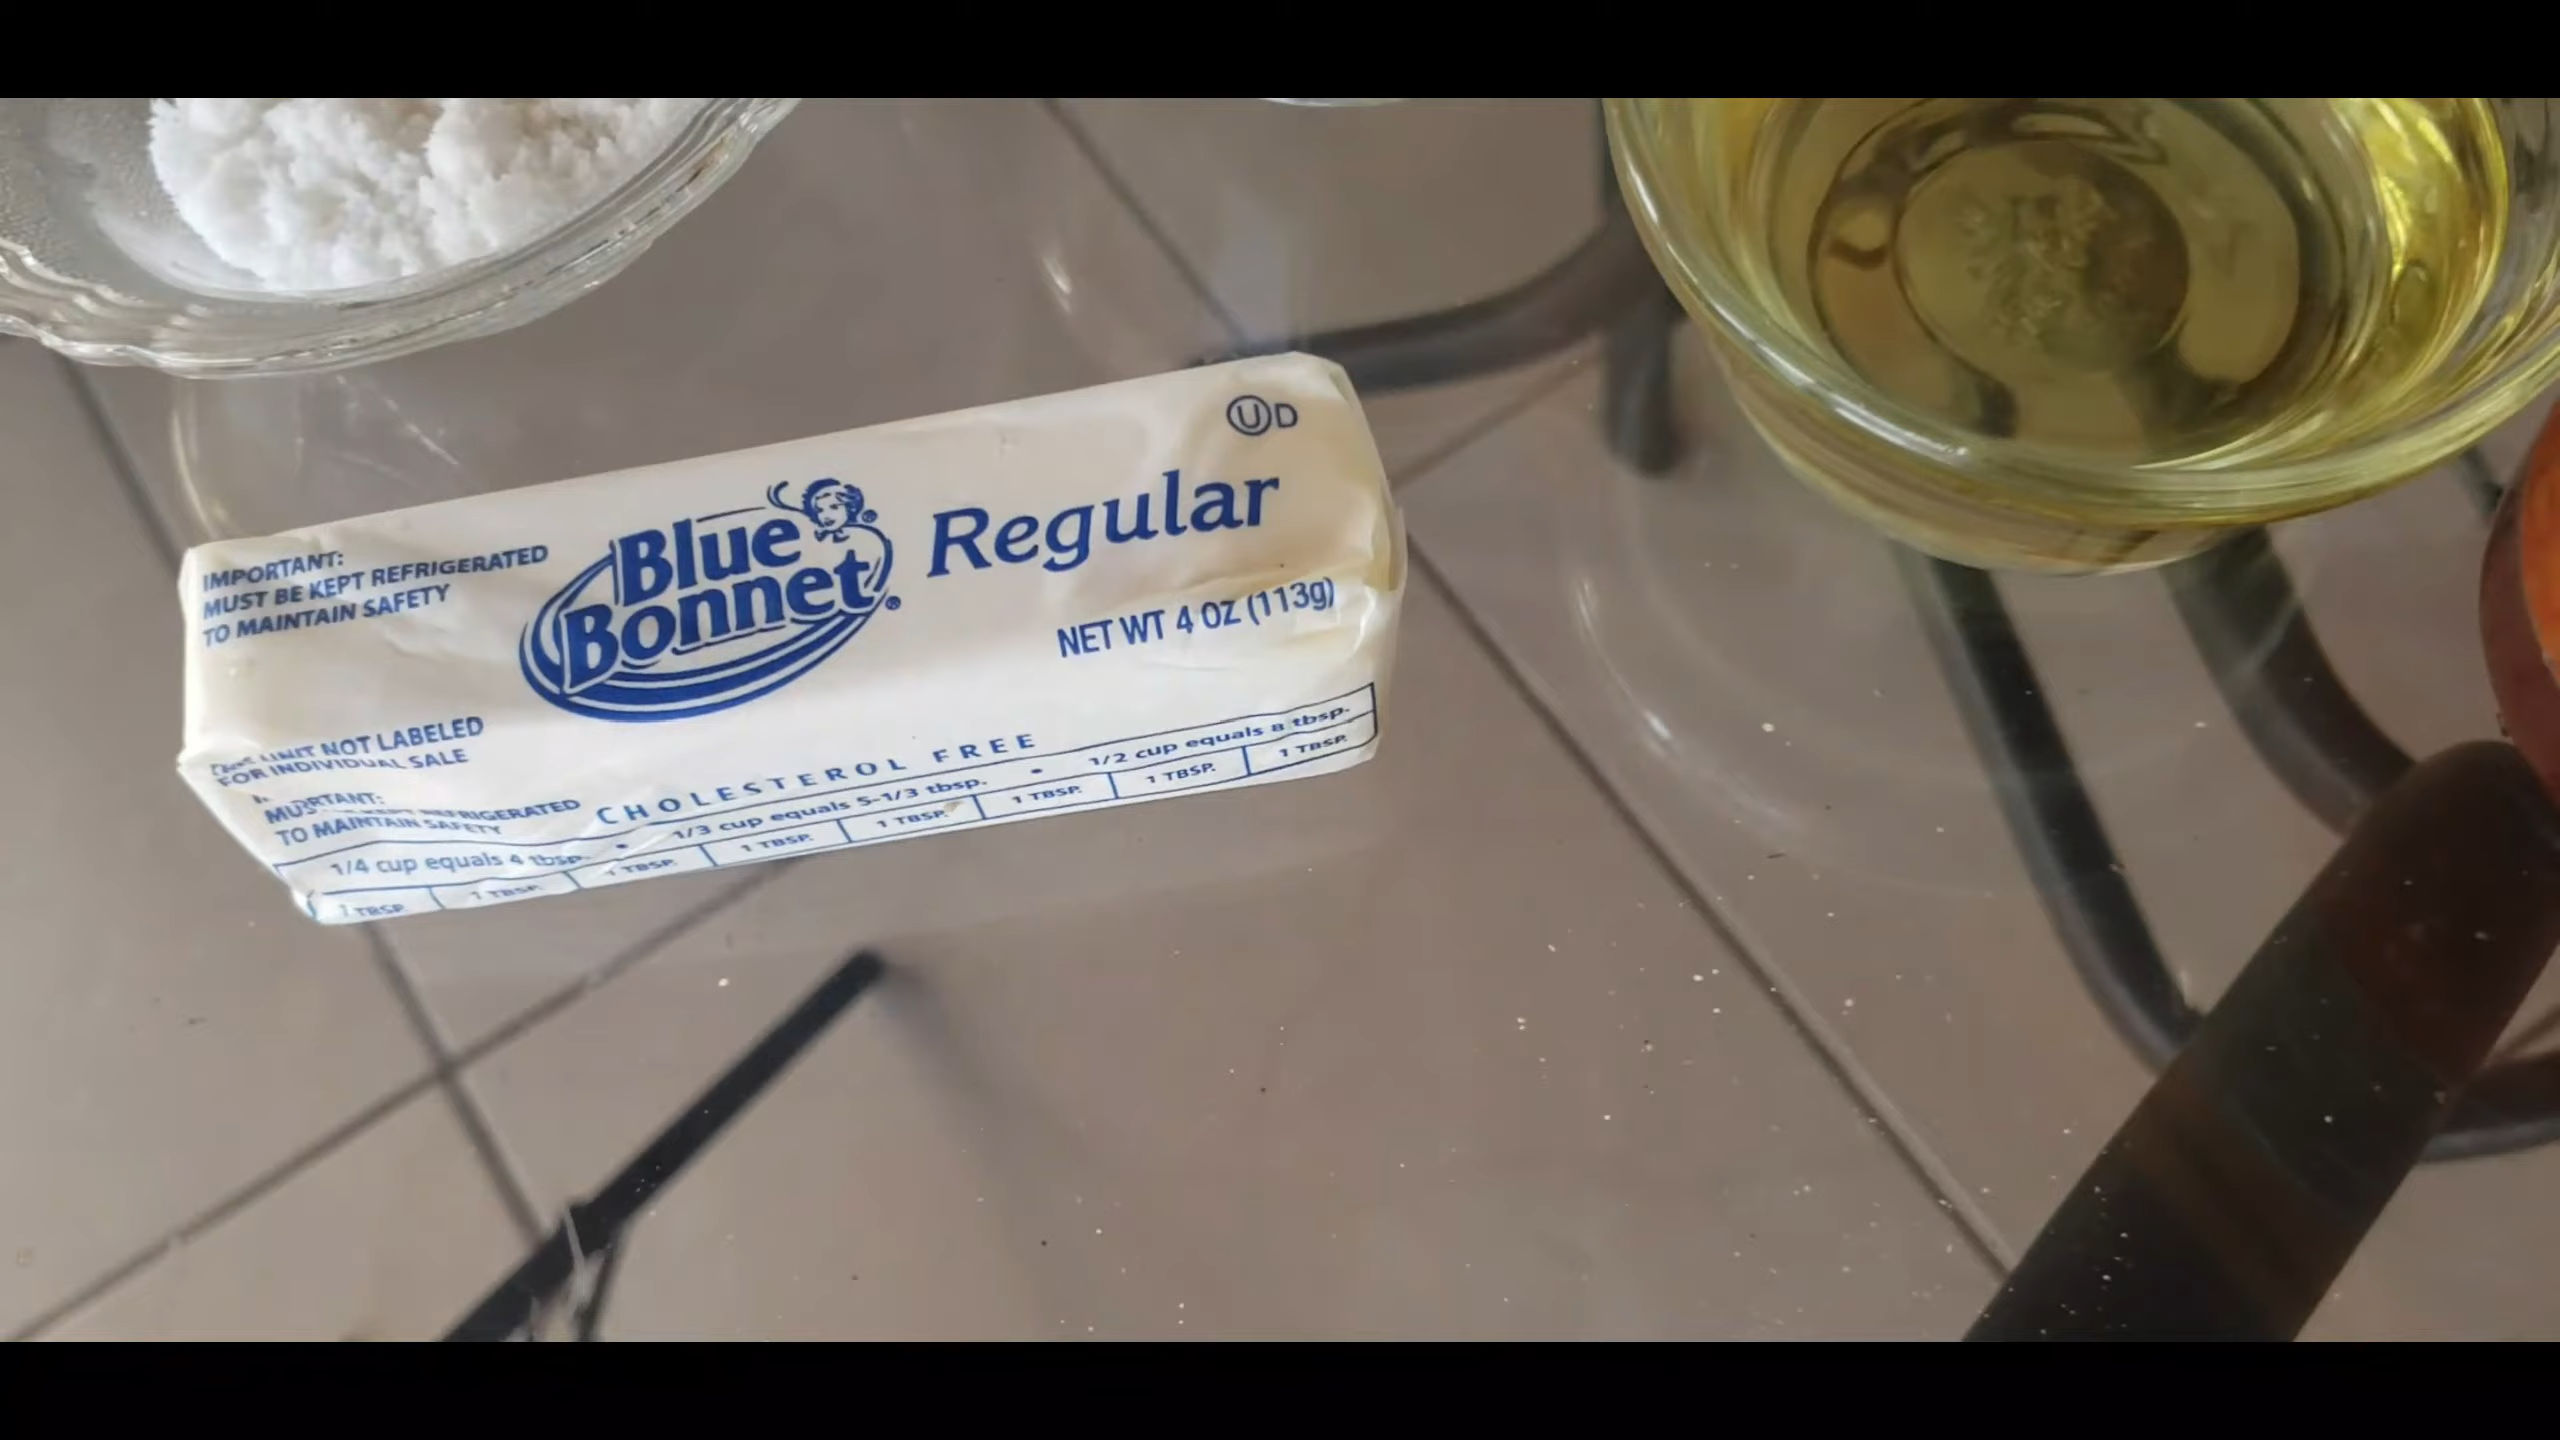 UD
Blue
Bonnet®
Regular
IMPORTANT:
MUST BE KEPT REFRIGERATED
TO MAINTAIN SAFETY
NET WT 4 OZ (113g)
UNIT NOT LABELED
FOR INDIVIDUAL SALE
CHOLESTEROL FREE
REFRIGERATED
TO MAINTAIN SAFETY
1/4 cup equals 4 tbsp. • 1/3 cup equals 5-1/3 tbsp. • 1/2 cup equals 8 tbsp.
1 TBSP. 1 TBSP. 1 TBSP. 1 TBSP. 1 TBSP. 1 TBSP. 1 TBSP. 1 TBSP.